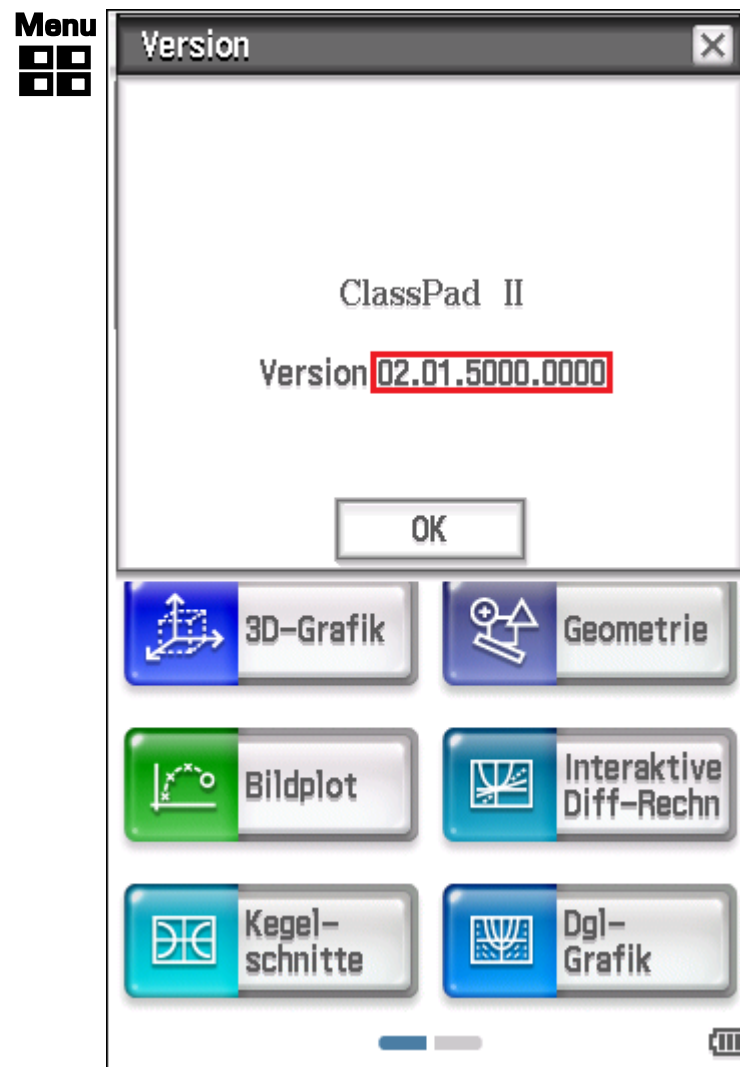 Menu
Version
ClassPad II
Version 02.01.5000.0000
OK
3D-Grafik
Geometrie
Bildplot
Interaktive
Diff-Rechn
Kegel-
schnitte
Dgl-
Grafik